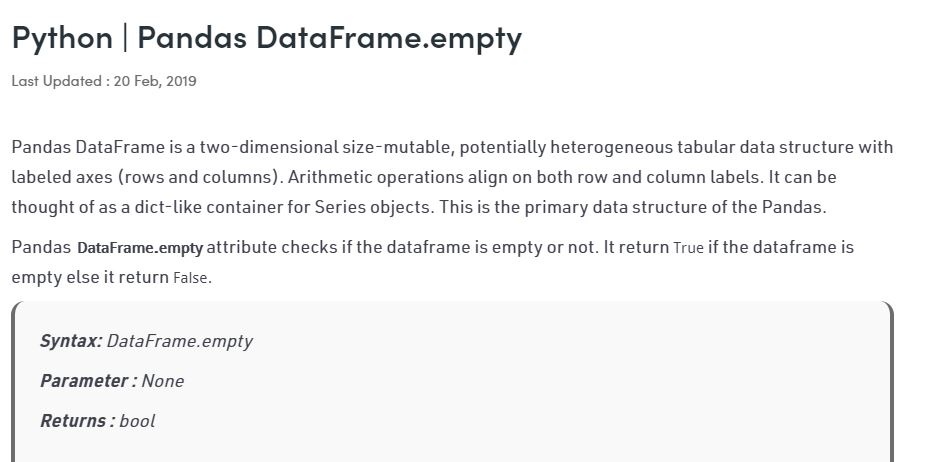 Python | Pandas DataFrame.empty
Last Updated : 20 Feb, 2019
Pandas DataFrame is a two-dimensional size-mutable, potentially heterogeneous tabular data structure with
labeled axes (rows and columns). Arithmetic operations align on both row and column labels. It can be
thought of as a dict-like container for Series objects. This is the primary data structure of the Pandas.
Pandas DataFrame.empty attribute checks if the dataframe is empty or not. It return True if the dataframe is
empty else it return False.
Syntax: DataFrame.empty
Parameter : None
Returns : bool